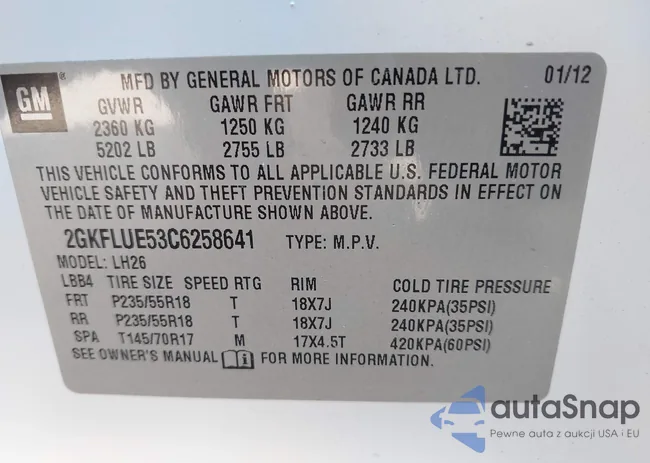 GM® MFD BY GENERAL MOTORS OF CANADA LTD. 01/12
GVWR GAWR FRT GAWR RR
2360 KG 1250 KG 1240 KG
5202 LB 2755 LB 2733 LB
THIS VEHICLE CONFORMS TO ALL APPLICABLE U.S. FEDERAL MOTOR
VEHICLE SAFETY AND THEFT PREVENTION STANDARDS IN EFFECT ON
THE DATE OF MANUFACTURE SHOWN ABOVE.
2GKFLUE53C6258641 TYPE: M.P.V.
MODEL: LH26
LBB4 TIRE SIZE SPEED RTG RIM COLD TIRE PRESSURE
FRT P235/55R18 T 18X7J 240KPA(35PSI)
RR P235/55R18 T 18X7J 240KPA(35PSI)
SPA T145/70R17 M 17X4.5T 420KPA(60PSI)
SEE OWNER'S MANUAL FOR MORE INFORMATION.
autaSnap
Pewne auta z aukcji USA i EU